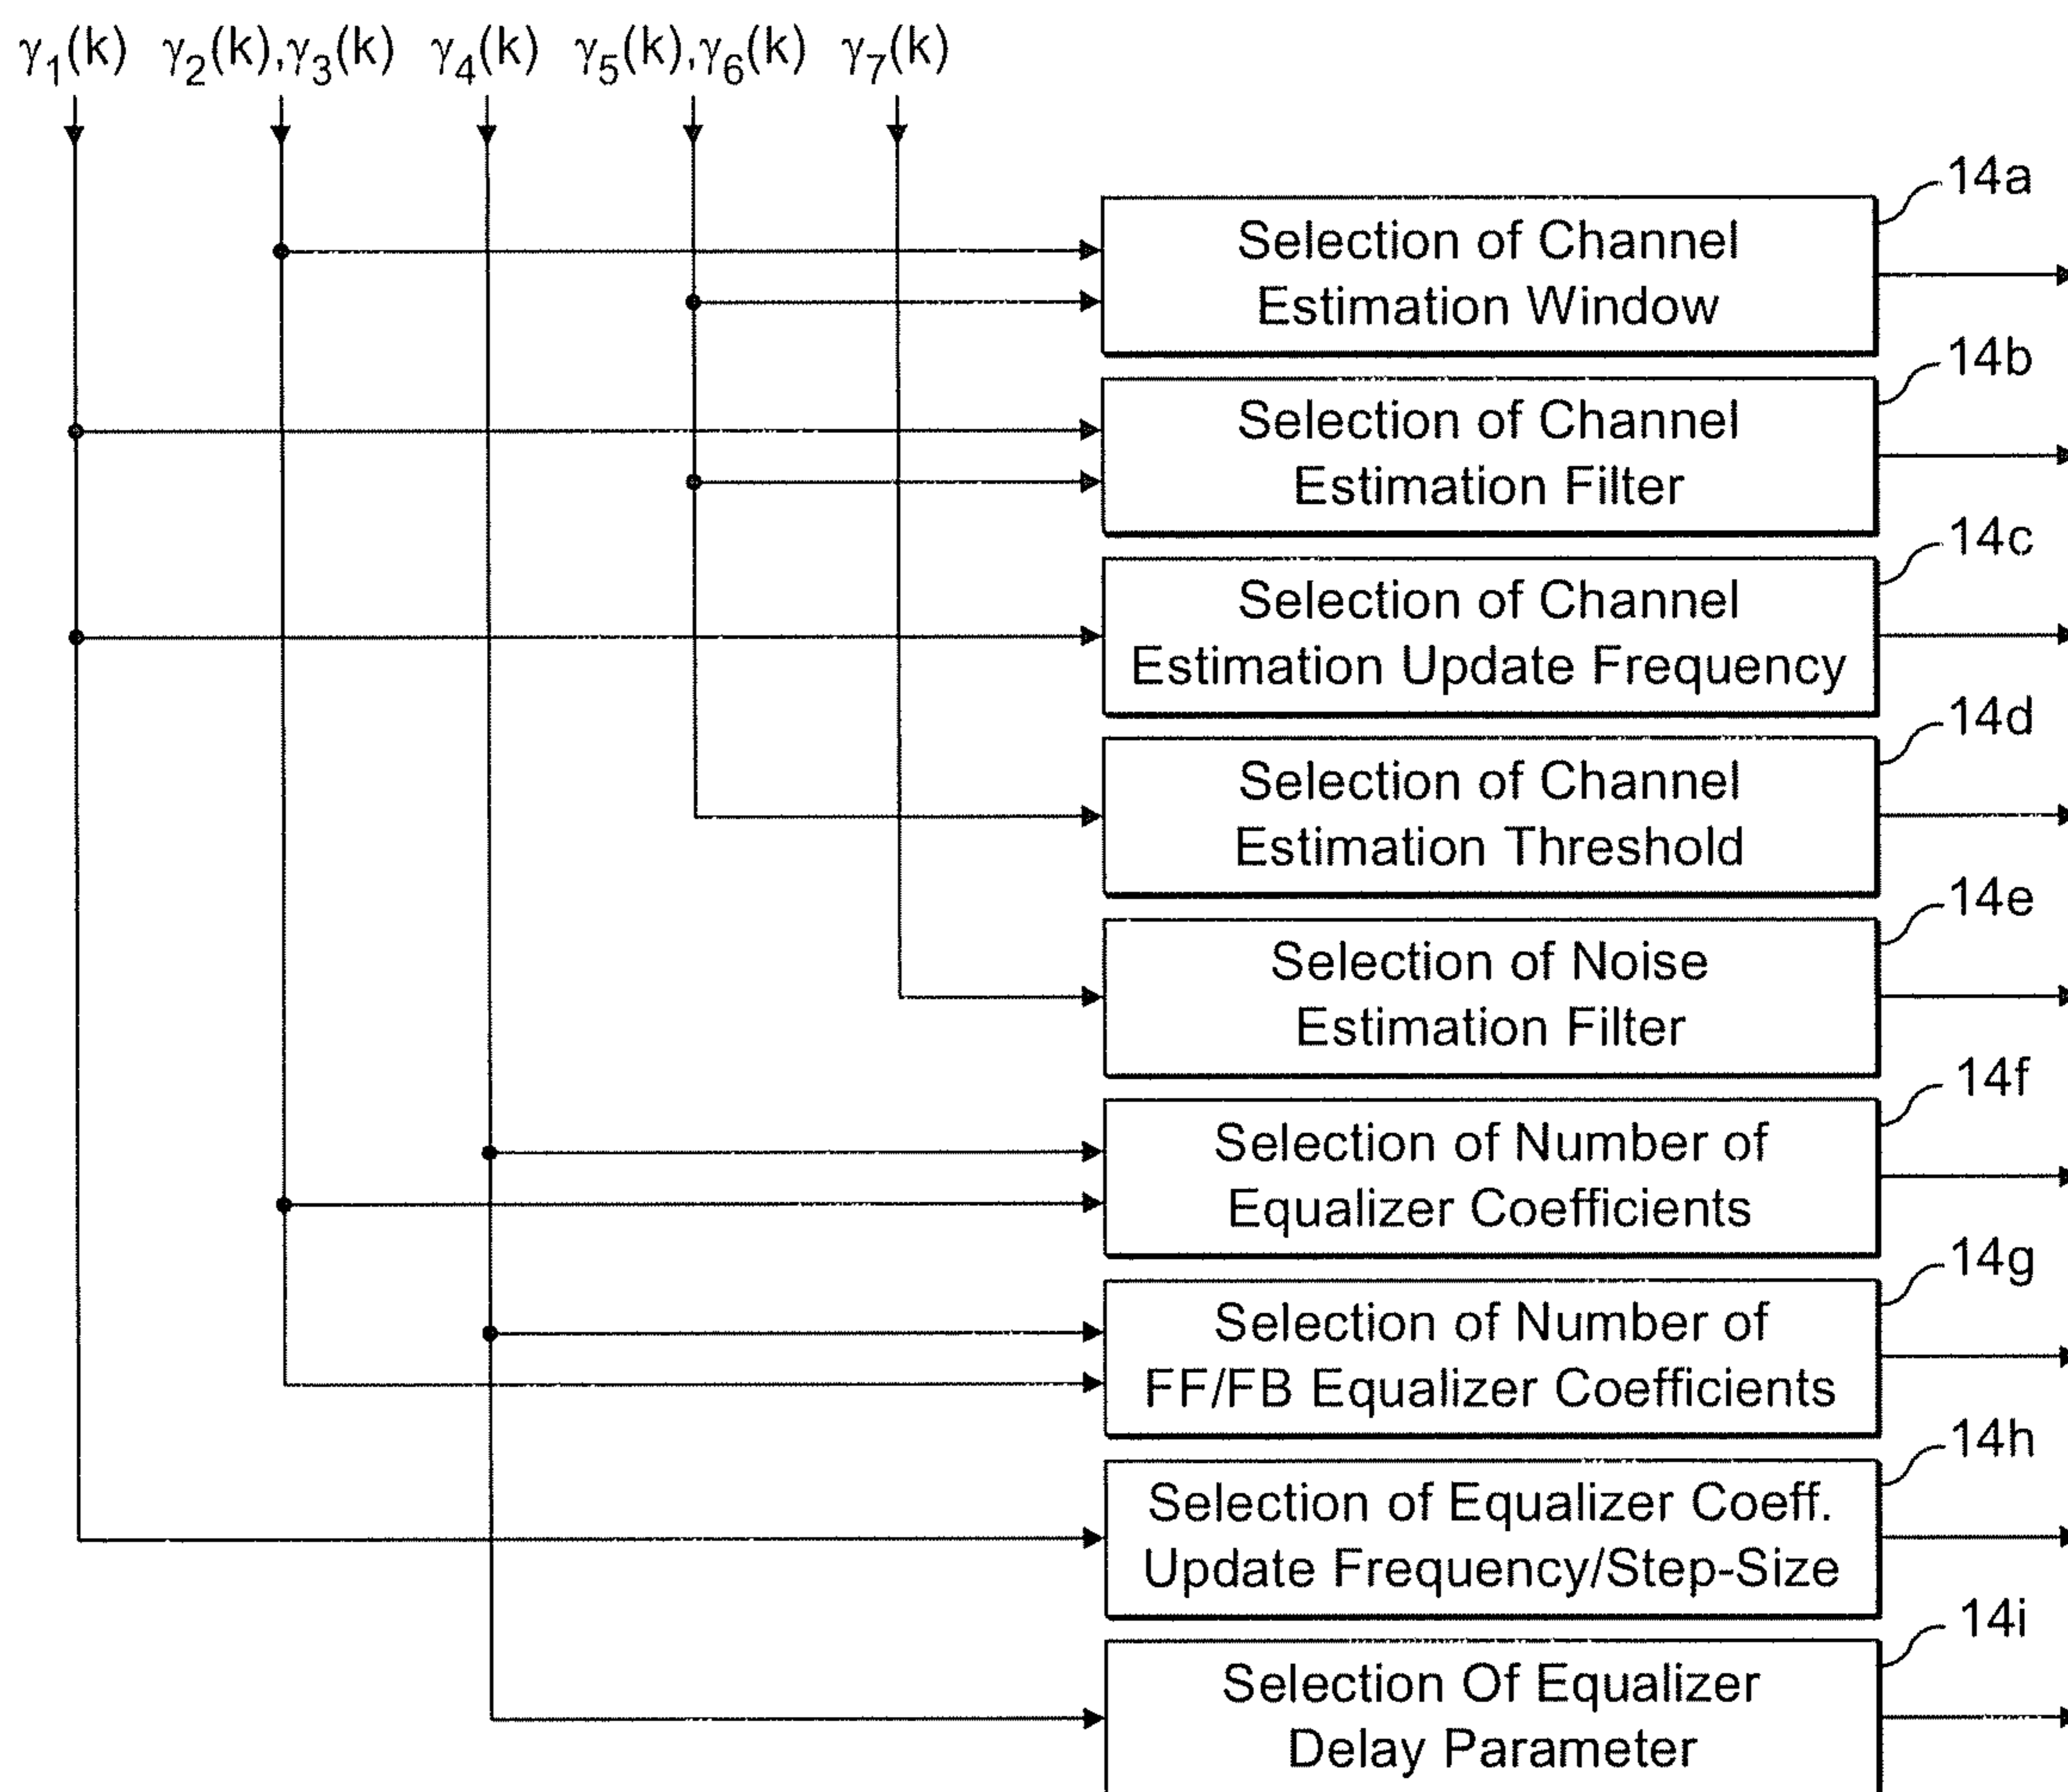 γ₁(k) γ₂(k),γ₃(k) γ₄(k) γ₅(k),γ₆(k) γ₇(k)
14a
Selection of Channel
Estimation Window
14b
Selection of Channel
Estimation Filter
14c
Selection of Channel
Estimation Update Frequency
14d
Selection of Channel
Estimation Threshold
14e
Selection of Noise
Estimation Filter
14f
Selection of Number of
Equalizer Coefficients
14g
Selection of Number of
FF/FB Equalizer Coefficients
14h
Selection of Equalizer Coeff.
Update Frequency/Step-Size
14i
Selection Of Equalizer
Delay Parameter